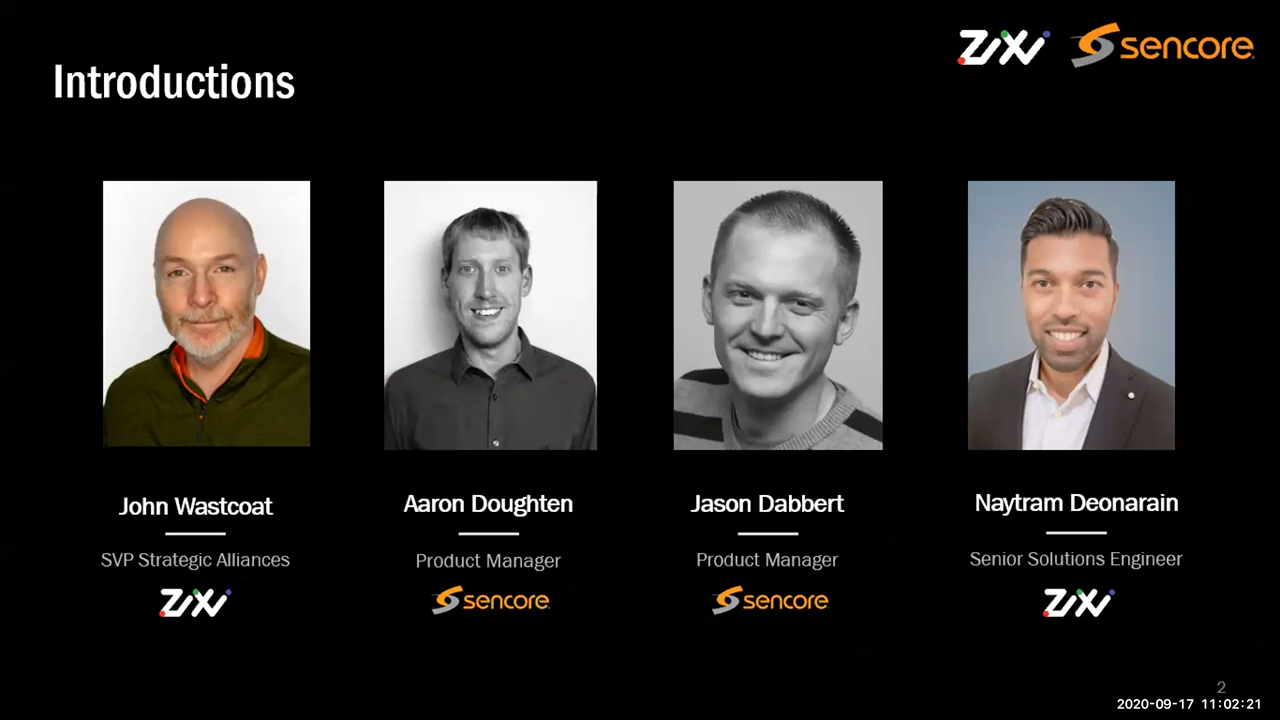 ZiXi sencore
Introductions
John Wastcoat
Aaron Doughten
Jason Dabbert
Naytram Deonarain
SVP Strategic Alliances
Product Manager
Product Manager
Senior Solutions Engineer
ZiXi
sencore
sencore
ZiXi
2
2020-09-17 11:02:21